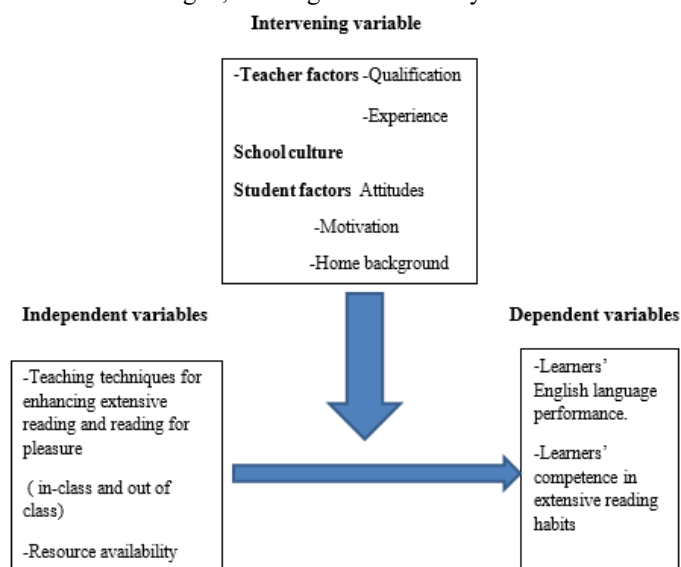 Intervening variable
-Teacher factors -Qualification
-Experience
School culture
Student factors Attitudes
-Motivation
-Home background
Independent variables
-Teaching techniques for
enhancing extensive
reading and reading for
pleasure
( in-class and out of
class)
-Resource availability
Dependent variables
-Learners’
English language
performance.
-Learners’
competence in
extensive reading
habits